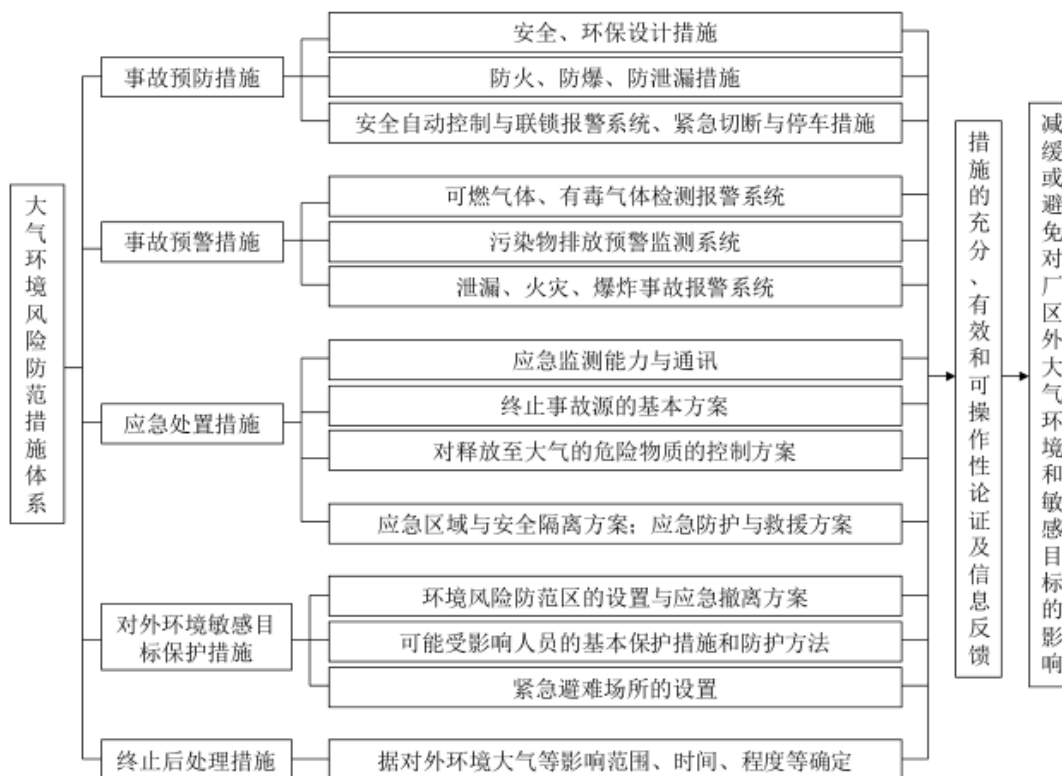 大气环境风险防范措施体系
事故预防措施
安全、环保设计措施
防火、防爆、防泄漏措施
安全自动控制与联锁报警系统、紧急切断与停车措施
事故预警措施
可燃气体、有毒气体检测报警系统
污染物排放预警监测系统
泄漏、火灾、爆炸事故报警系统
应急处置措施
应急监测能力与通讯
终止事故源的基本方案
对释放至大气的危险物质的控制方案
应急区域与安全隔离方案；应急防护与救援方案
对外环境敏感目
标保护措施
环境风险防范区的设置与应急撤离方案
可能受影响人员的基本保护措施和防护方法
紧急避难场所的设置
终止后处理措施
据对外环境大气等影响范围、时间、程度等确定
措施的充分、有效和可操作性论证及信息反馈
减缓或避免对厂区外大气环境和敏感目标的影响